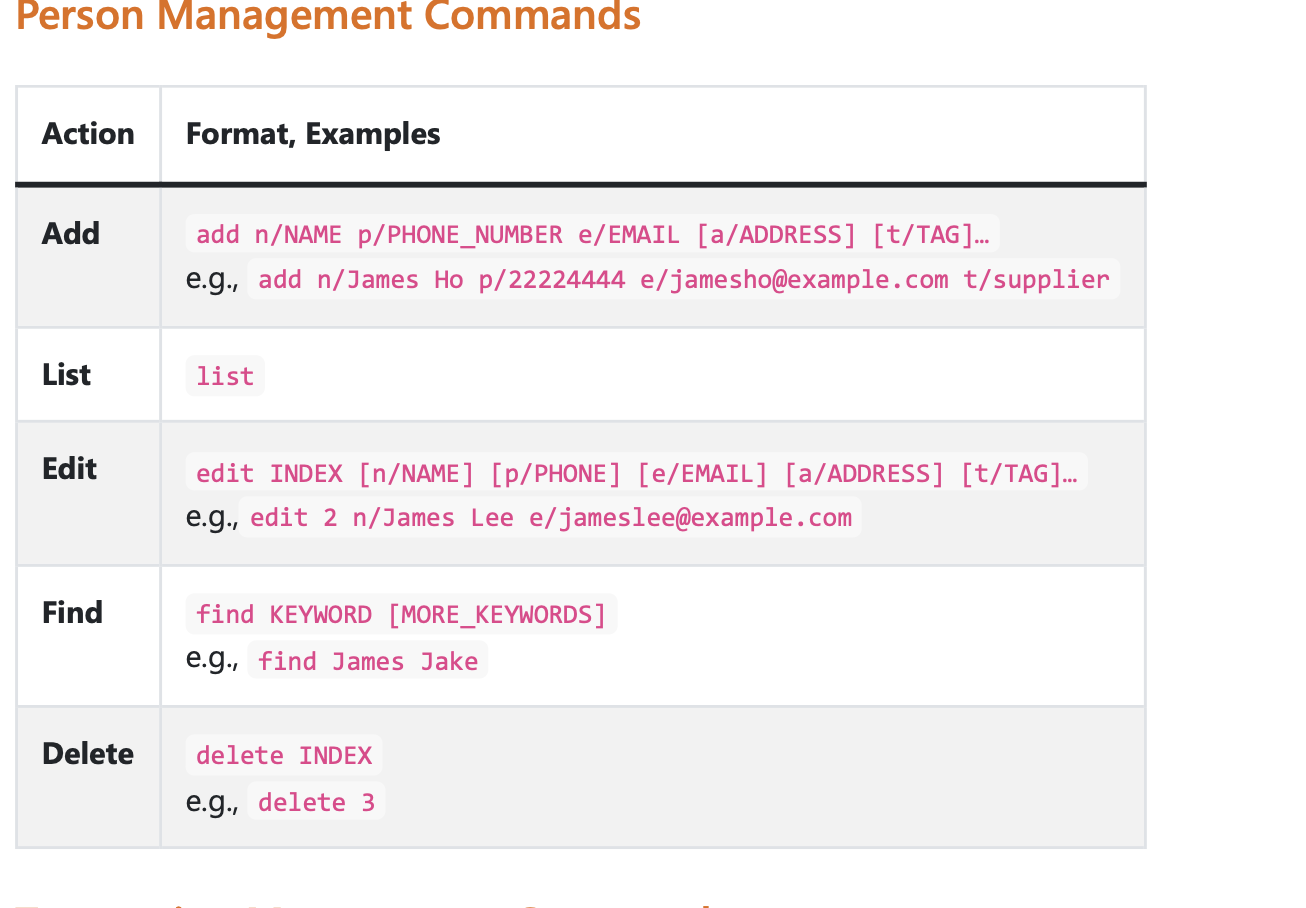 Person Management Commands
Action Format, Examples
Add add n/NAME p/PHONE_NUMBER e/EMAIL [a/ADDRESS] [t/TAG]…
e.g., add n/James Ho p/22224444 e/jamesho@example.com t/supplier
List list
Edit edit INDEX [n/NAME] [p/PHONE] [e/EMAIL] [a/ADDRESS] [t/TAG]…
e.g., edit 2 n/James Lee e/jameslee@example.com
Find find KEYWORD [MORE_KEYWORDS]
e.g., find James Jake
Delete delete INDEX
e.g., delete 3